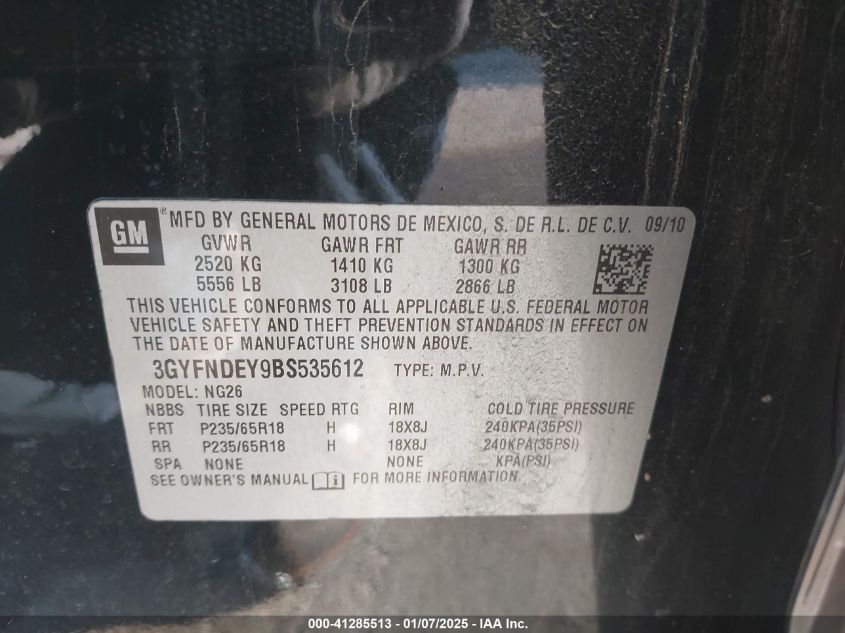 GM ® MFD BY GENERAL MOTORS DE MEXICO, S. DE R.L. DE C.V. 09/10
GVWR GAWR FRT GAWR RR
2520 KG 1410 KG 1300 KG
5556 LB 3108 LB 2866 LB
THIS VEHICLE CONFORMS TO ALL APPLICABLE U.S. FEDERAL MOTOR
VEHICLE SAFETY AND THEFT PREVENTION STANDARDS IN EFFECT ON
THE DATE OF MANUFACTURE SHOWN ABOVE.
3GYFNDEY9BS535612 TYPE: M.P.V.
MODEL: NG26
NBBS TIRE SIZE SPEED RTG RIM COLD TIRE PRESSURE
FRT P235/65R18 H 18X8J 240KPA(35PSI)
RR P235/65R18 H 18X8J 240KPA(35PSI)
SPA NONE NONE KPA(PSI)
SEE OWNER'S MANUAL FOR MORE INFORMATION.
000-41285513 - 01/07/2025 - IAA Inc.